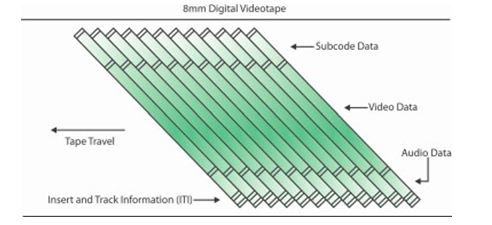 8mm Digital Videotape
Subcode Data
Video Data
Tape Travel
Audio Data
Insert and Track Information (ITI)